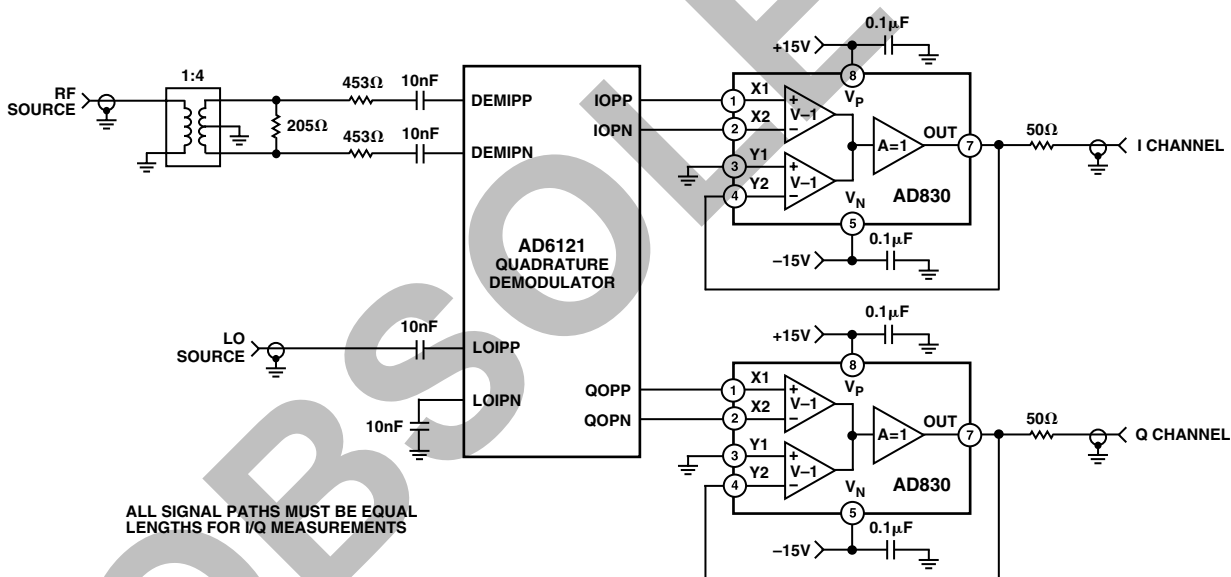 OBSOLE
RF
SOURCE
1:4
205Ω
453Ω
10nF
453Ω
10nF
DEMIPP
DEMIPN
IOPP
IOPN
AD6121
QUADRATURE
DEMODULATOR
LO
SOURCE
10nF
LOIPP
LOIPN
10nF
QOPP
QOPN
ALL SIGNAL PATHS MUST BE EQUAL
LENGTHS FOR I/Q MEASUREMENTS
+15V
0.1µF
8
VP
1
X1
2
X2
3
Y1
4
Y2
+
–
V–1
+
–
V–1
A=1
OUT
7
AD830
VN
5
–15V
0.1µF
50Ω
I CHANNEL
+15V
0.1µF
8
VP
1
X1
2
X2
3
Y1
4
Y2
+
–
V–1
+
–
V–1
A=1
OUT
7
AD830
VN
5
–15V
0.1µF
50Ω
Q CHANNEL